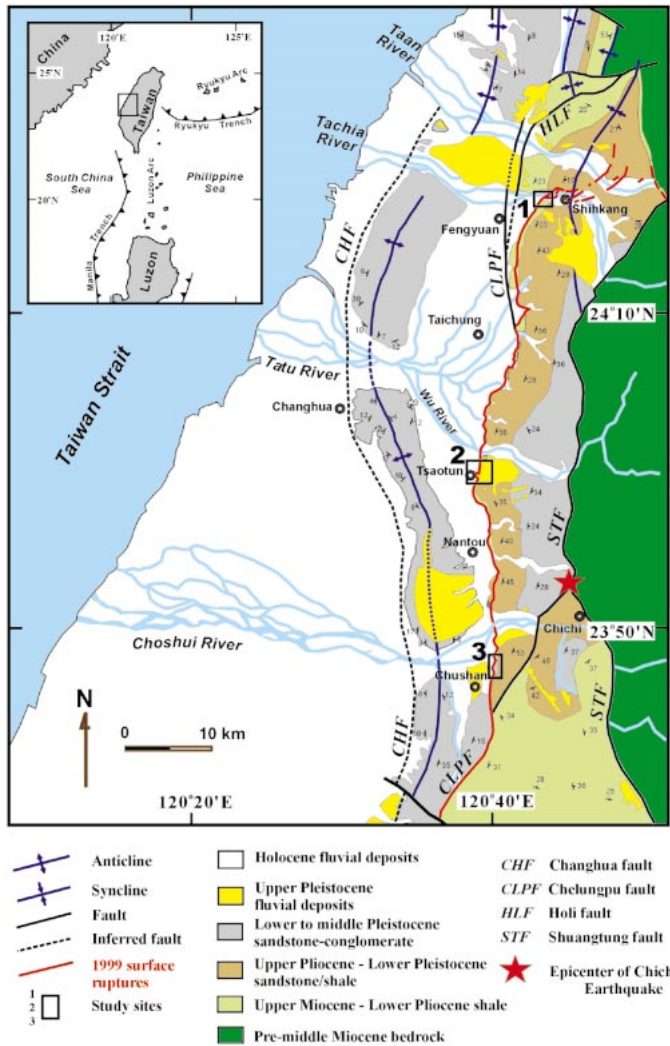 120°E
125°E
China
25°N
Ryukyu Arc
Taiwan
Ryukyu
Trench
South China
Sea
Luzon Arc
Philippine
Sea
20°N
Trench
Manila
Luzon
Taan
River
Tachia
River
HLF
1
Shihkang
Fengyuan
CHF
CLPF
24°10'N
Taichung
Taiwan Strait
Tatu River
Changhua
Wu River
2
Tsaotun
STF
Nantou
Chichi
23°50'N
Choshui River
3
Chushan
N
0 10 km
CHF
CLPF
STF
120°20'E
120°40'E
Anticline
Syncline
Fault
Inferred fault
1999 surface
ruptures
1
2
3
Study sites
Holocene fluvial deposits
Upper Pleistocene
fluvial deposits
Lower to middle Pleistocene
sandstone-conglomerate
Upper Pliocene - Lower Pleistocene
sandstone/shale
Upper Miocene - Lower Pliocene shale
Pre-middle Miocene bedrock
CHF Changhua fault
CLPF Chelungpu fault
HLF Holi fault
STF Shuangtung fault
Epicenter of Chich
Earthquake